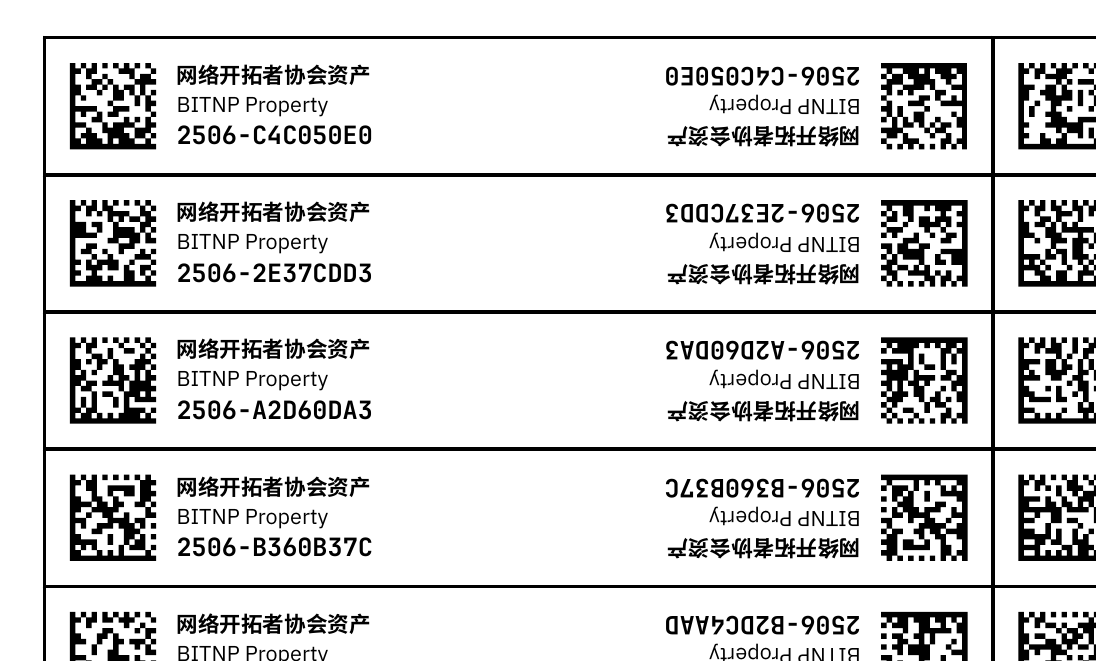 网络开拓者协会资产
BITNP Property
2506-C4C050E0
2506-C4C050E0
BITNP Property
网络开拓者协会资产
网络开拓者协会资产
BITNP Property
2506-2E37CDD3
2506-2E37CDD3
BITNP Property
网络开拓者协会资产
网络开拓者协会资产
BITNP Property
2506-A2D60DA3
2506-A2D60DA3
BITNP Property
网络开拓者协会资产
网络开拓者协会资产
BITNP Property
2506-B360B37C
2506-B360B37C
BITNP Property
网络开拓者协会资产
网络开拓者协会资产
BITNP Property
2506-B2DC4AAD
BITNP Property